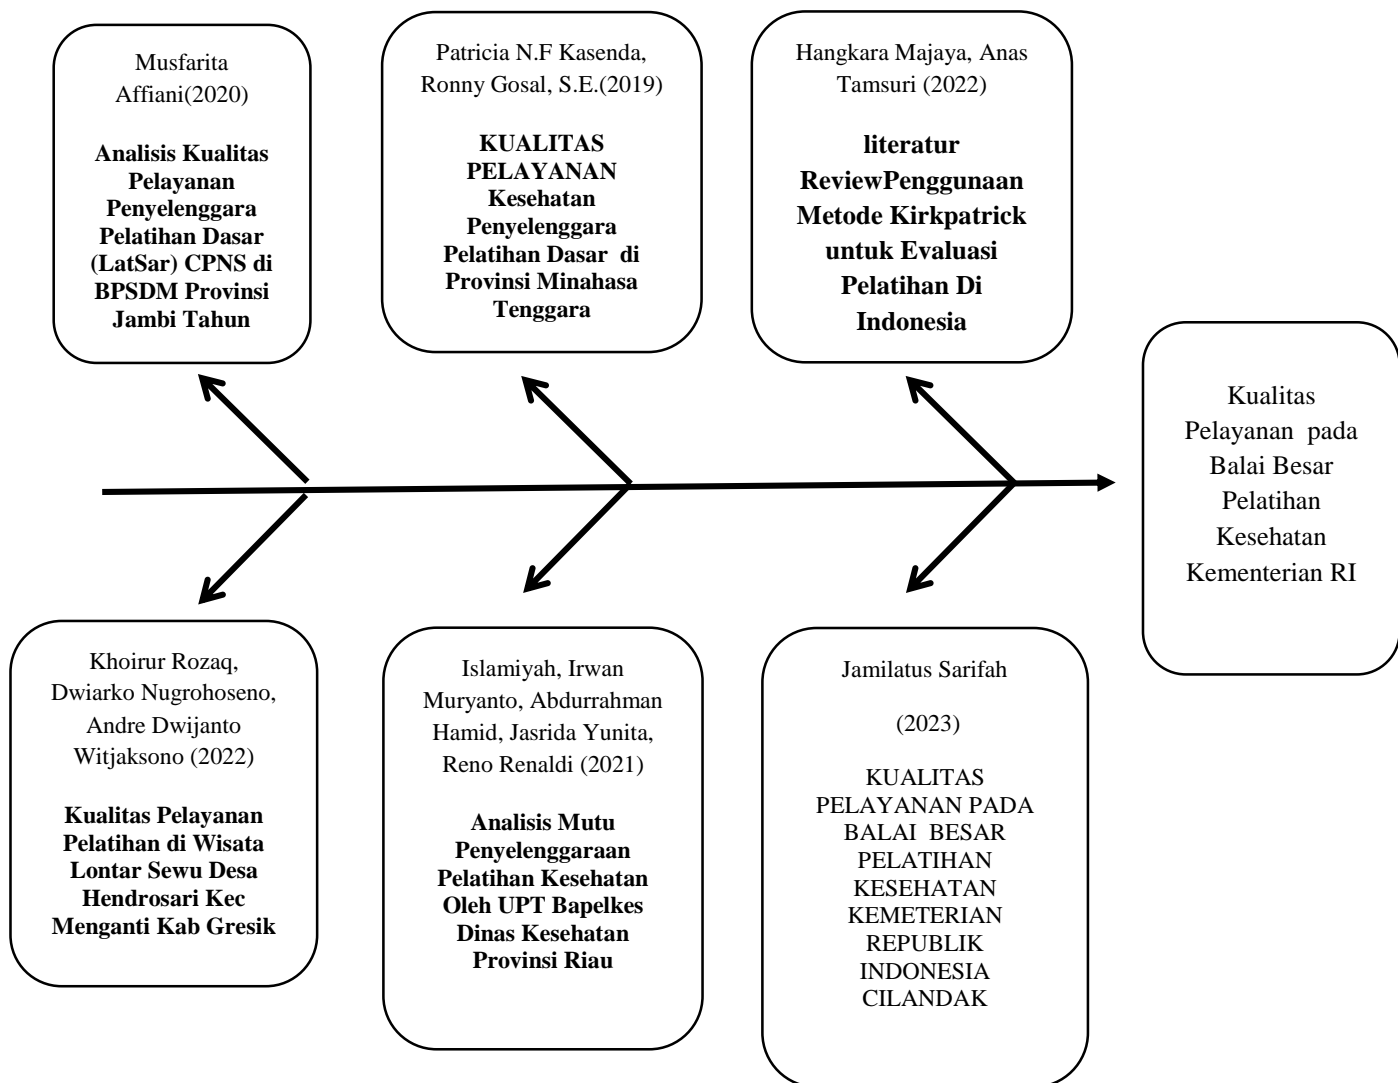 Musfarita
Affiani(2020)
Analisis Kualitas
Pelayanan
Penyelenggara
Pelatihan Dasar
(LatSar) CPNS di
BPSDM Provinsi
Jambi Tahun
Patricia N.F Kasenda,
Ronny Gosal, S.E.(2019)
KUALITAS
PELAYANAN
Kesehatan
Penyelenggara
Pelatihan Dasar di
Provinsi Minahasa
Tenggara
Hangkara Majaya, Anas
Tamsuri (2022)
literatur
ReviewPenggunaan
Metode Kirkpatrick
untuk Evaluasi
Pelatihan Di
Indonesia
Kualitas
Pelayanan pada
Balai Besar
Pelatihan
Kesehatan
Kementerian RI
Khoirur Rozaq,
Dwiarko Nugrohoseno,
Andre Dwijanto
Witjaksono (2022)
Kualitas Pelayanan
Pelatihan di Wisata
Lontar Sewu Desa
Hendrosari Kec
Menganti Kab Gresik
Islamiyah, Irwan
Muryanto, Abdurrahman
Hamid, Jasrida Yunita,
Reno Renaldi (2021)
Analisis Mutu
Penyelenggaraan
Pelatihan Kesehatan
Oleh UPT Bapelkes
Dinas Kesehatan
Provinsi Riau
Jamilatus Sarifah
(2023)
KUALITAS
PELAYANAN PADA
BALAI BESAR
PELATIHAN
KESEHATAN
KEMETERIAN
REPUBLIK
INDONESIA
CILANDAK